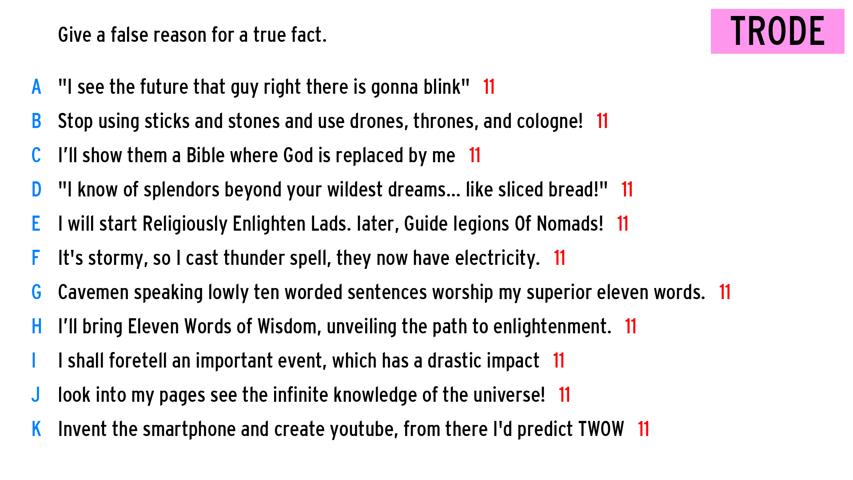 Give a false reason for a true fact.
TRODE
A "I see the future that guy right there is gonna blink" 11
B Stop using sticks and stones and use drones, thrones, and cologne! 11
C I'll show them a Bible where God is replaced by me 11
D "I know of splendors beyond your wildest dreams... like sliced bread!" 11
E I will start Religiously Enlighten Lads. later, Guide legions Of Nomads! 11
F It's stormy, so I cast thunder spell, they now have electricity. 11
G Cavemen speaking lowly ten worded sentences worship my superior eleven words. 11
H I'll bring Eleven Words of Wisdom, unveiling the path to enlightenment. 11
I I shall foretell an important event, which has a drastic impact 11
J look into my pages see the infinite knowledge of the universe! 11
K Invent the smartphone and create youtube, from there I'd predict TWOW 11